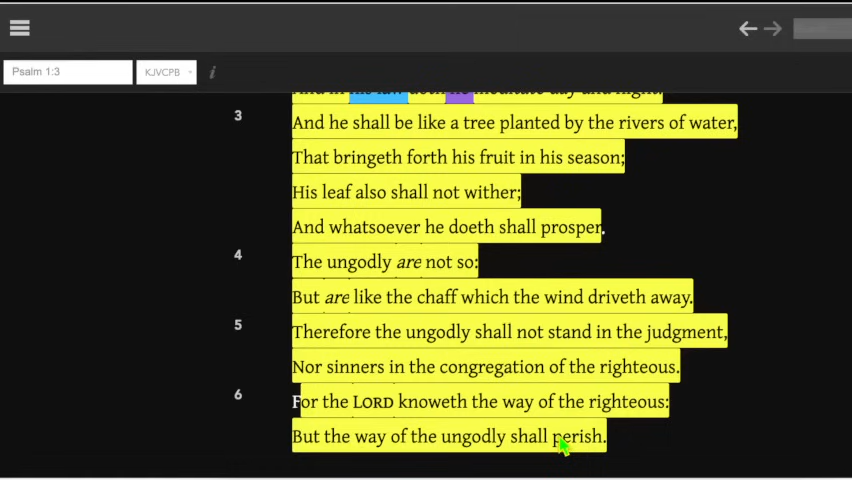 Psalm 1:3 KJVCPB i
3 And he shall be like a tree planted by the rivers of water,
That bringeth forth his fruit in his season;
His leaf also shall not wither;
And whatsoever he doeth shall prosper.
4 The ungodly are not so:
But are like the chaff which the wind driveth away.
5 Therefore the ungodly shall not stand in the judgment,
Nor sinners in the congregation of the righteous.
6 For the LORD knoweth the way of the righteous:
But the way of the ungodly shall perish.